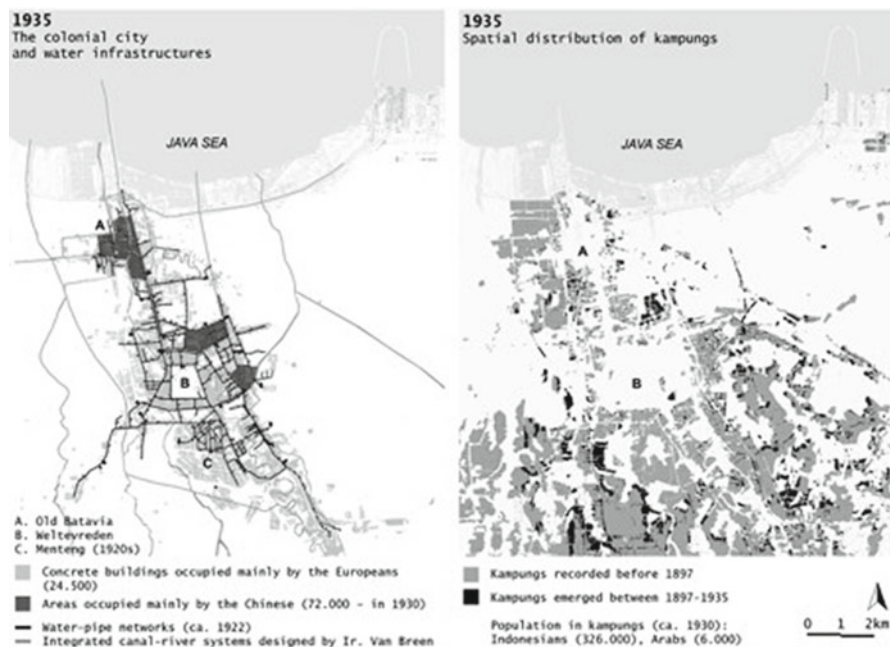 1935
The colonial city
and water infrastructures
JAVA SEA
A
B
C
A. Old Batavia
B. Weltevreden
C. Menteng (1920s)
Concrete buildings occupied mainly by the Europeans
(24.500)
Areas occupied mainly by the Chinese (72.000 - in 1930)
Water-pipe networks (ca. 1922)
Integrated canal-river systems designed by Ir. Van Breen
1935
Spatial distribution of kampungs
JAVA SEA
A
B
Kampungs recorded before 1897
Kampungs emerged between 1897-1935
Population in kampungs (ca. 1930):
Indonesians (326.000), Arabs (6.000)
0 1 2km